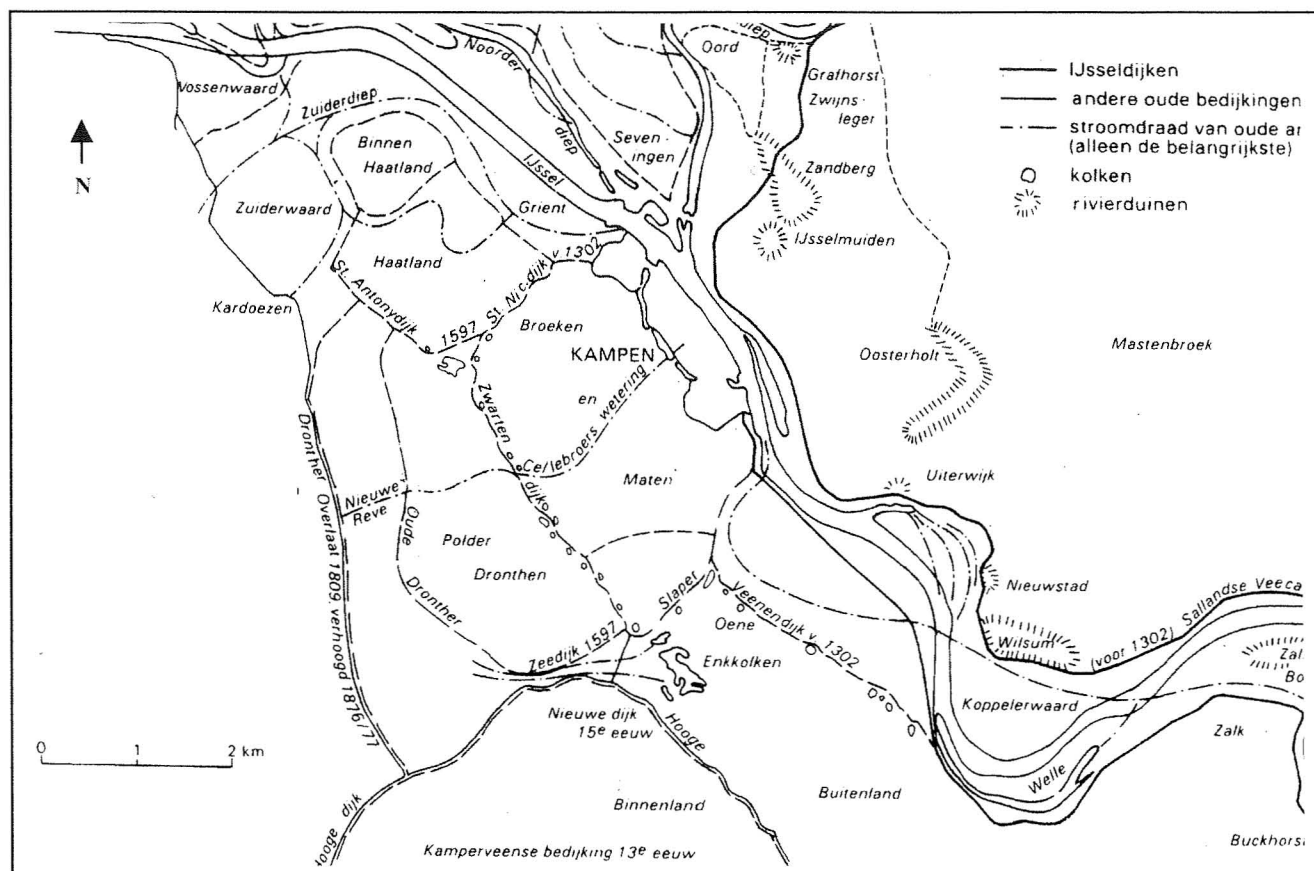 Noorder
diep
diep
Oord
Grafhorst
Zwijns-
leger
IJsseldijken
andere oude bedijkingen
stroomdraad van oude
(alleen de belangrijkste)
kolken
rivierduinen
Vossenwaard
Zuiderdiep
N
Binnen
Haatland
IJssel
Seven-
ingen
Zandberg
Zuiderwaard
Grient
IJsselmuiden
Haatland
St. Antonydijk
1597
St. Nic. dijk v. 1302
Kardoezen
Broeken
KAMPEN
Oosterholt
Mastenbroek
en
Zwarten
dijk
Cellebroers wetering
Uiterwijk
Maten
Nieuwe
Reve
Oude
Dronther
Polder
Dronthen
Dronther Overlaat 1809, verhoogd 1876/77
Slaper
Veenendijk v. 1302
Oene
Nieuwstad
Sallandse
(voor 1302)
Wilsum
Zeedijk 1597
Enkkolken
Koppelerwaard
Nieuwe dijk
15e eeuw
Hooge
Zalk
0 1 2 km
Welle
Buitenland
Binnenland
Hooge dijk
Kamperveense bedijking 13e eeuw